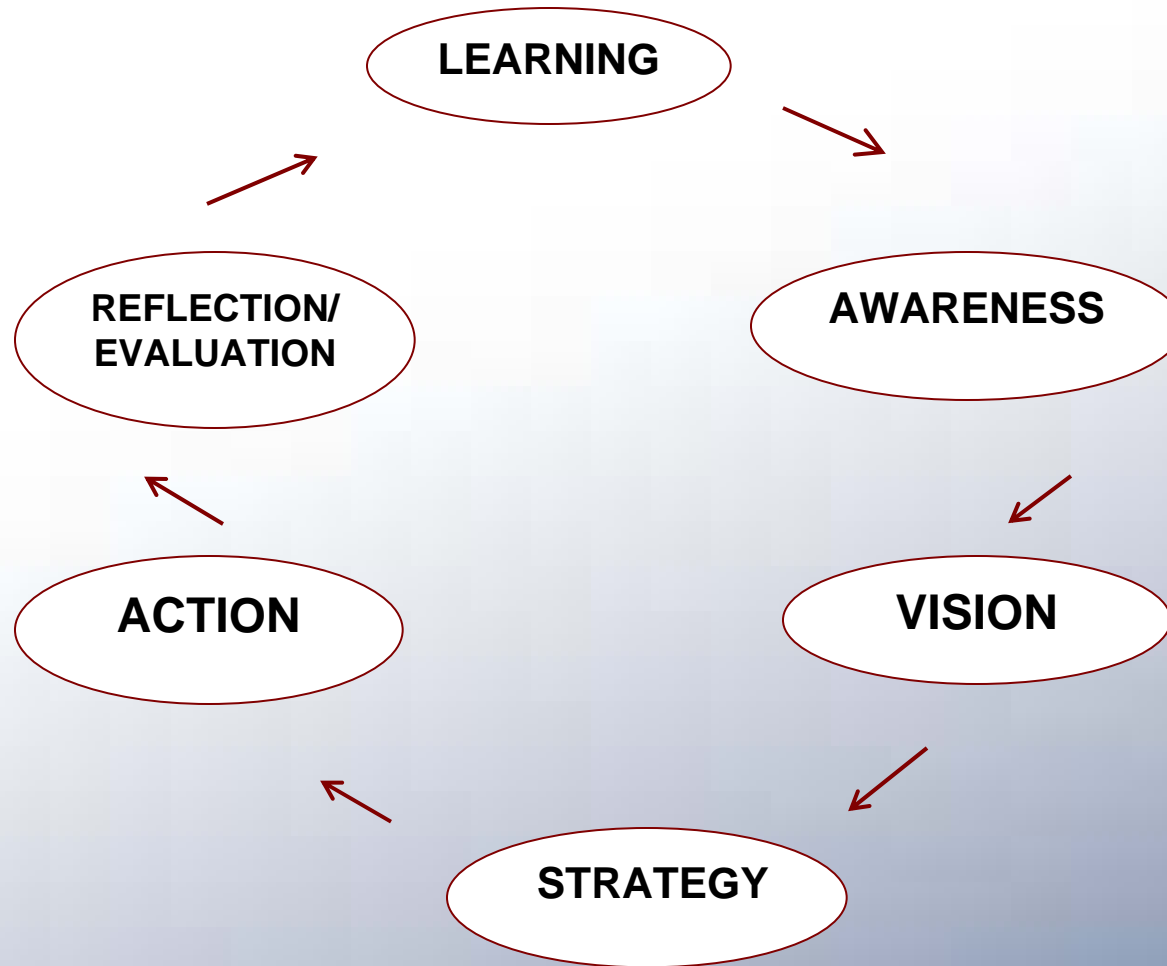 LEARNING
AWARENESS
VISION
STRATEGY
ACTION
REFLECTION/
EVALUATION